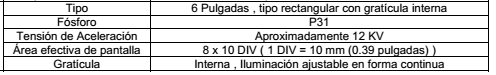 Tipo 6 Pulgadas , tipo rectangular con gratícula interna
Fósforo P31
Tensión de Aceleración Aproximadamente 12 KV
Área efectiva de pantalla 8 x 10 DIV ( 1 DIV = 10 mm (0.39 pulgadas) )
Gratícula Interna , Iluminación ajustable en forma continua